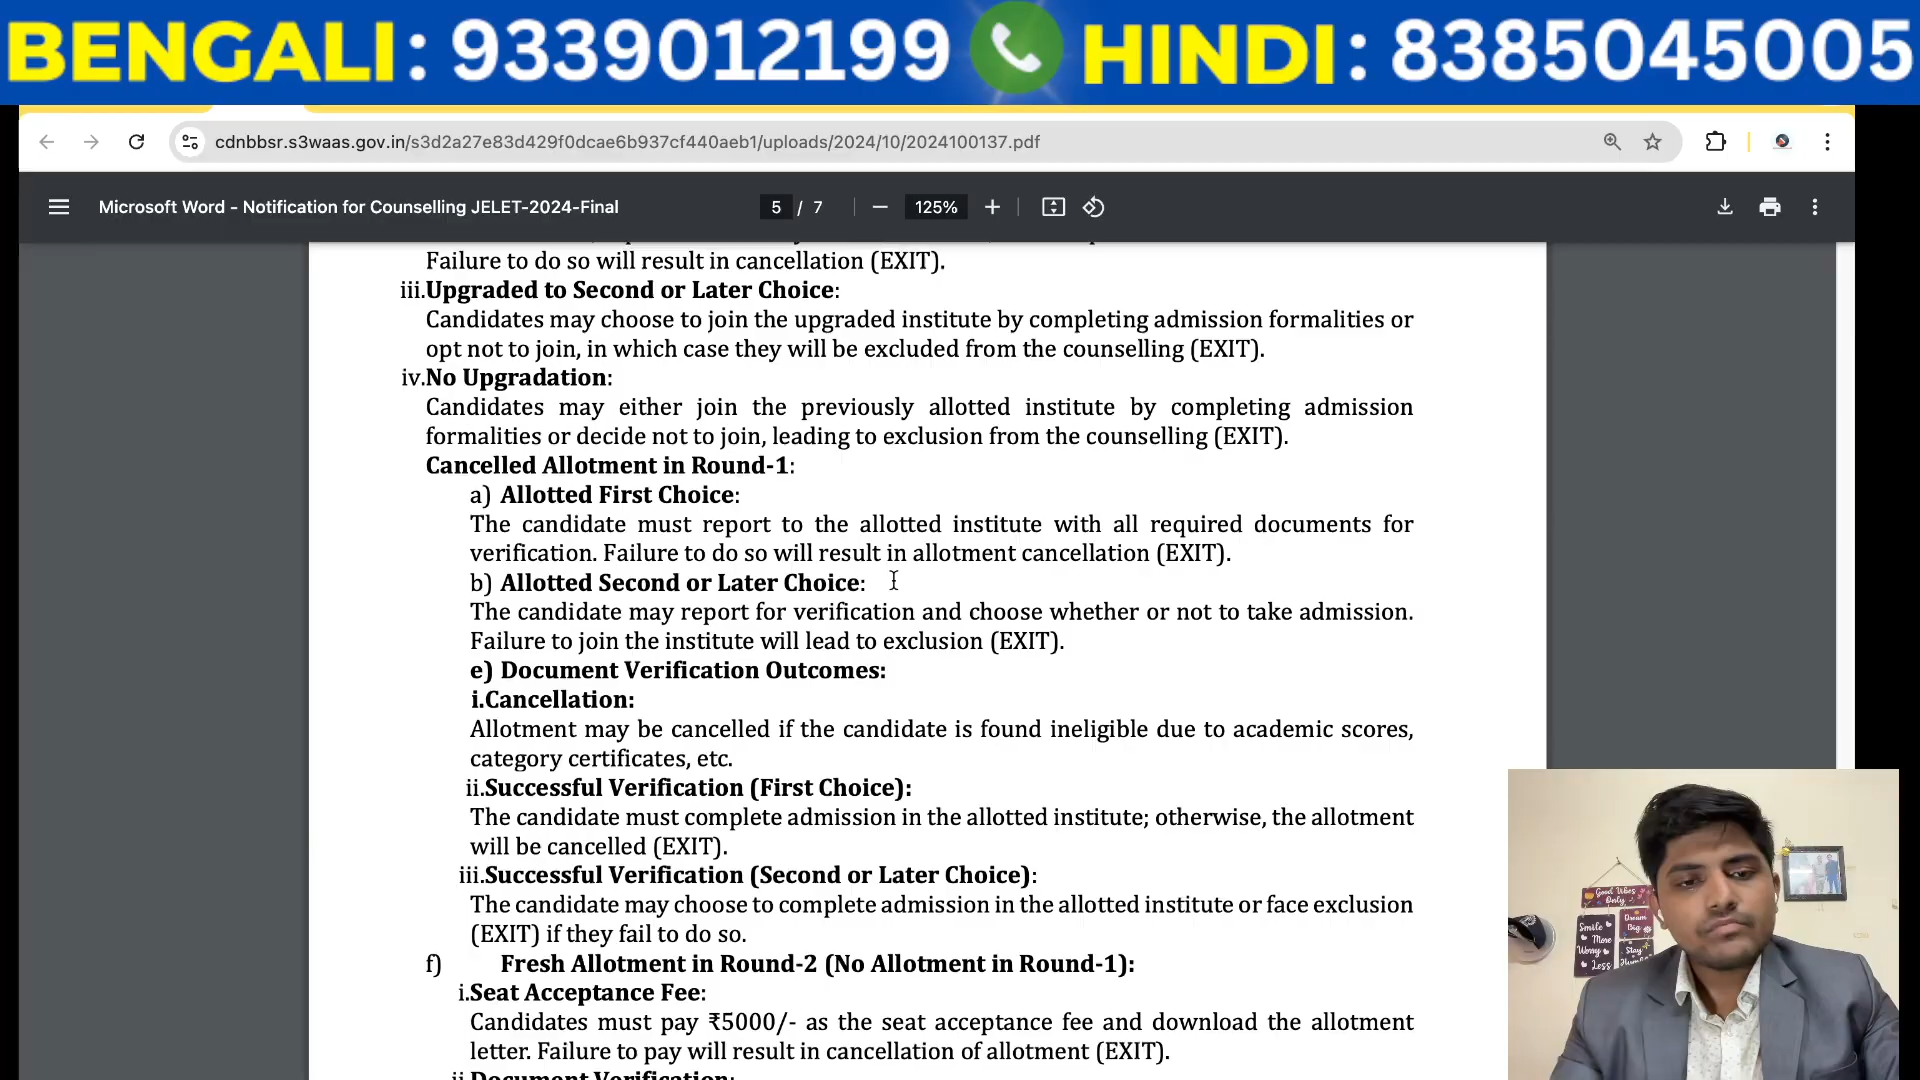 BENGALI: 9339012199 HINDI: 8385045005
cdnbbsr.s3waas.gov.in/s3d2a27e83d429f0dcae6b937cf440aeb1/uploads/2024/10/2024100137.pdf
Microsoft Word - Notification for Counselling JELET-2024-Final 5 / 7 125%
Failure to do so will result in cancellation (EXIT).
iii.Upgraded to Second or Later Choice:
Candidates may choose to join the upgraded institute by completing admission formalities or
opt not to join, in which case they will be excluded from the counselling (EXIT).
iv.No Upgradation:
Candidates may either join the previously allotted institute by completing admission
formalities or decide not to join, leading to exclusion from the counselling (EXIT).
Cancelled Allotment in Round-1:
a) Allotted First Choice:
The candidate must report to the allotted institute with all required documents for
verification. Failure to do so will result in allotment cancellation (EXIT).
b) Allotted Second or Later Choice:
The candidate may report for verification and choose whether or not to take admission.
Failure to join the institute will lead to exclusion (EXIT).
e) Document Verification Outcomes:
i.Cancellation:
Allotment may be cancelled if the candidate is found ineligible due to academic scores,
category certificates, etc.
ii.Successful Verification (First Choice):
The candidate must complete admission in the allotted institute; otherwise, the allotment
will be cancelled (EXIT).
iii.Successful Verification (Second or Later Choice):
The candidate may choose to complete admission in the allotted institute or face exclusion
(EXIT) if they fail to do so.
f) Fresh Allotment in Round-2 (No Allotment in Round-1):
i.Seat Acceptance Fee:
Candidates must pay ₹5000/- as the seat acceptance fee and download the allotment
letter. Failure to pay will result in cancellation of allotment (EXIT).
ii.Document Verification:
Good Vibes
Only
Dream
Big
Smile
More
Worry
Less
Stay